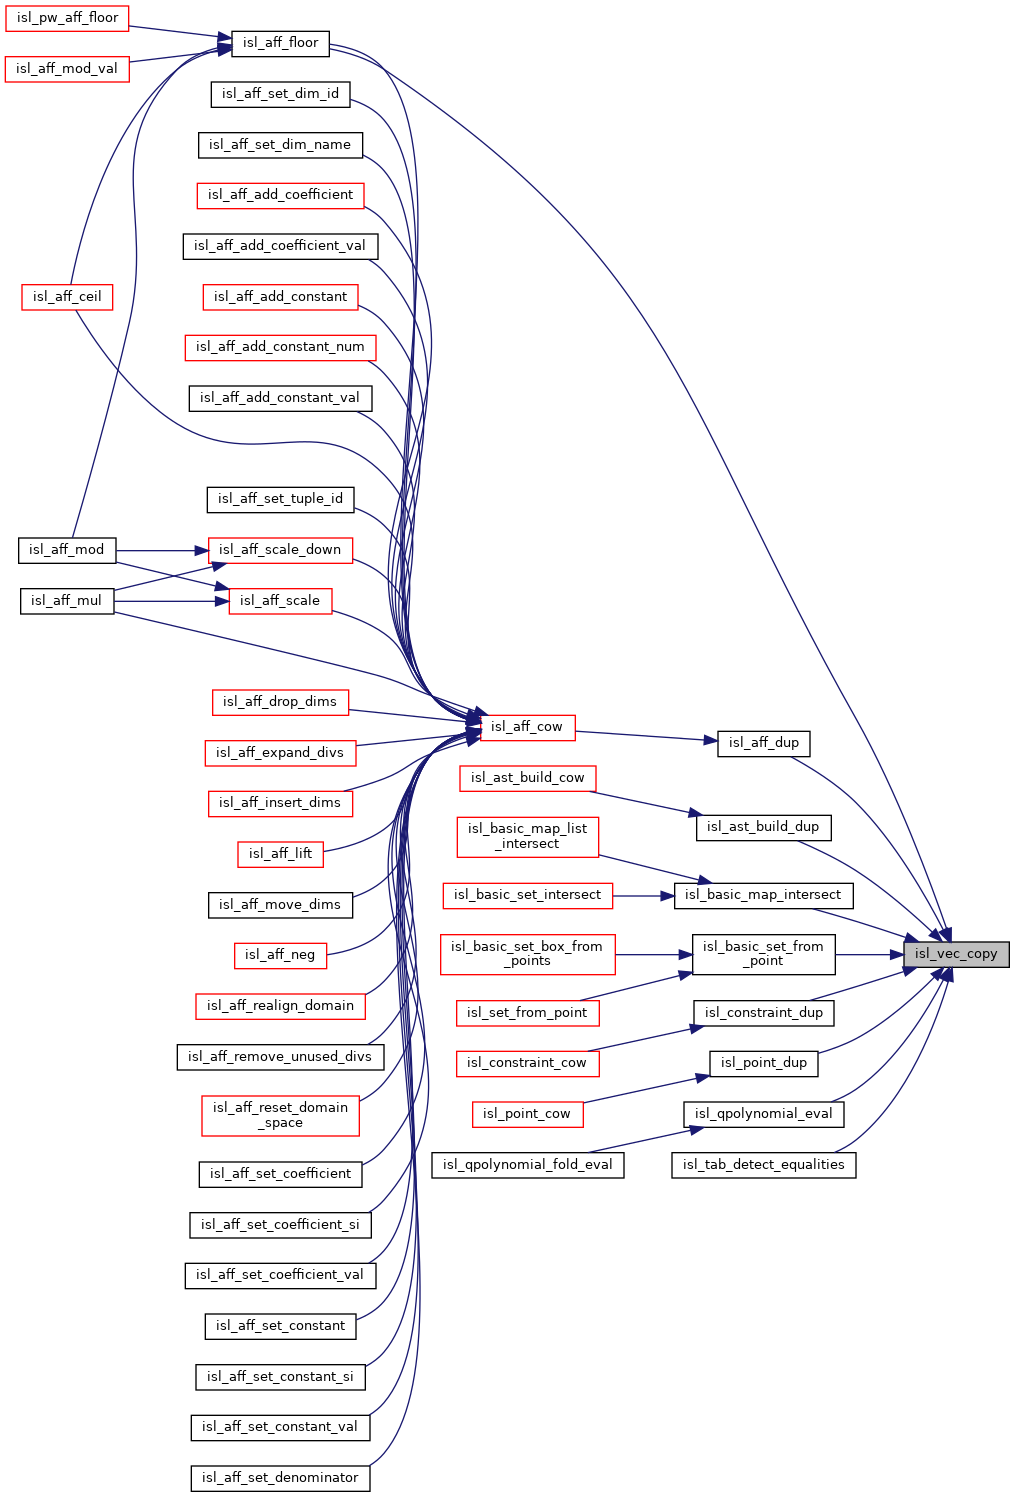 isl_pw_aff_floor
isl_aff_floor
isl_aff_mod_val
isl_aff_set_dim_id
isl_aff_set_dim_name
isl_aff_add_coefficient
isl_aff_add_coefficient_val
isl_aff_ceil
isl_aff_add_constant
isl_aff_add_constant_num
isl_aff_add_constant_val
isl_aff_set_tuple_id
isl_aff_mod
isl_aff_scale_down
isl_aff_mul
isl_aff_scale
isl_aff_drop_dims
isl_aff_cow
isl_aff_dup
isl_aff_expand_divs
isl_ast_build_cow
isl_aff_insert_dims
isl_ast_build_dup
isl_basic_map_list
_intersect
isl_aff_lift
isl_basic_set_intersect
isl_basic_map_intersect
isl_aff_move_dims
isl_basic_set_box_from
_points
isl_basic_set_from
_point
isl_vec_copy
isl_aff_neg
isl_aff_realign_domain
isl_set_from_point
isl_constraint_dup
isl_aff_remove_unused_divs
isl_constraint_cow
isl_point_dup
isl_aff_reset_domain
_space
isl_point_cow
isl_qpolynomial_eval
isl_aff_set_coefficient
isl_qpolynomial_fold_eval
isl_tab_detect_equalities
isl_aff_set_coefficient_si
isl_aff_set_coefficient_val
isl_aff_set_constant
isl_aff_set_constant_si
isl_aff_set_constant_val
isl_aff_set_denominator